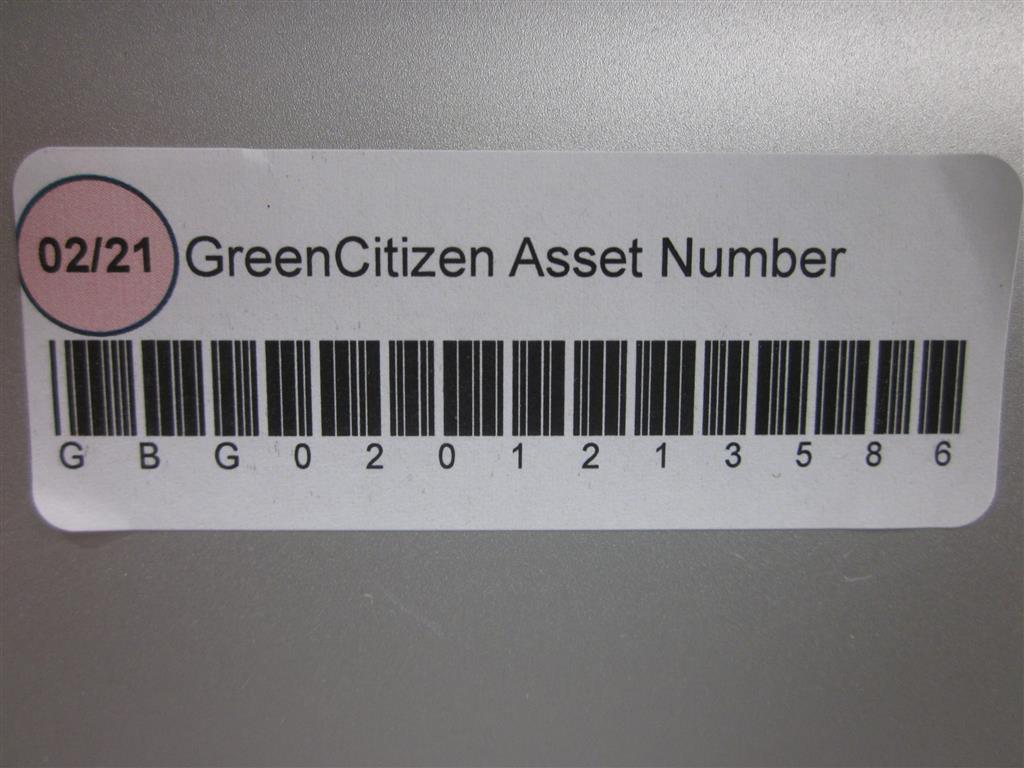 02/21 GreenCitizen Asset Number
G B G 0 2 0 1 2 1 3 5 8 6